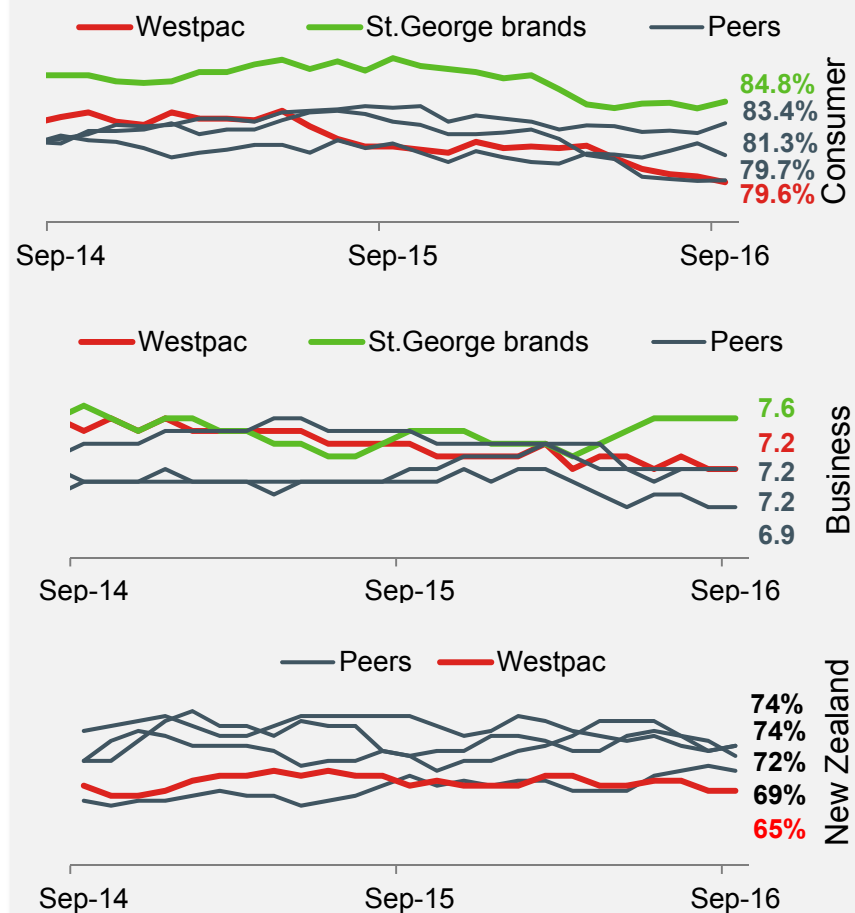 Westpac St.George brands Peers
84.8%
83.4%
81.3%
79.7%
79.6%
Consumer
Sep-14 Sep-15 Sep-16
Westpac St.George brands Peers
7.6
7.2
7.2
7.2
6.9
Business
Sep-14 Sep-15 Sep-16
Peers Westpac
74%
74%
72%
69%
65%
New Zealand
Sep-14 Sep-15 Sep-16